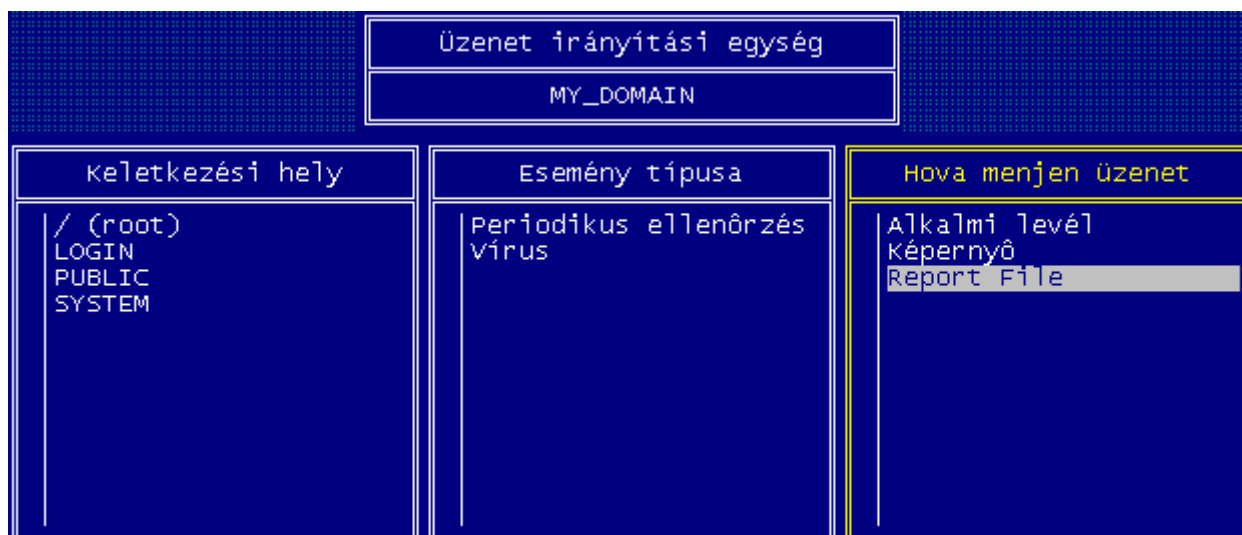 Üzenet irányítási egység
MY_DOMAIN
Keletkezési hely
/ (root)
LOGIN
PUBLIC
SYSTEM
Esemény típusa
Periodikus ellenôrzés
Vírus
Hova menjen üzenet
Alkalmi levél
Képernyô
Report File